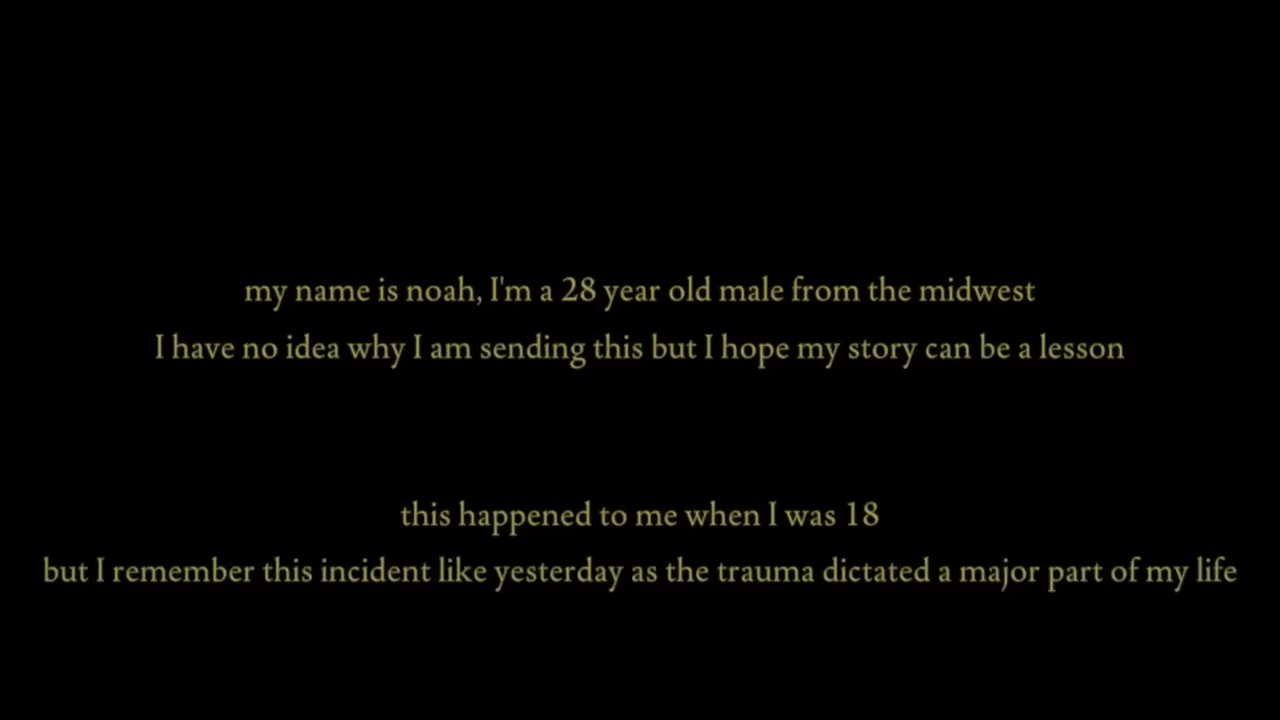 my name is noah, I'm a 28 year old male from the midwest
I have no idea why I am sending this but I hope my story can be a lesson
this happened to me when I was 18
but I remember this incident like yesterday as the trauma dictated a major part of my life